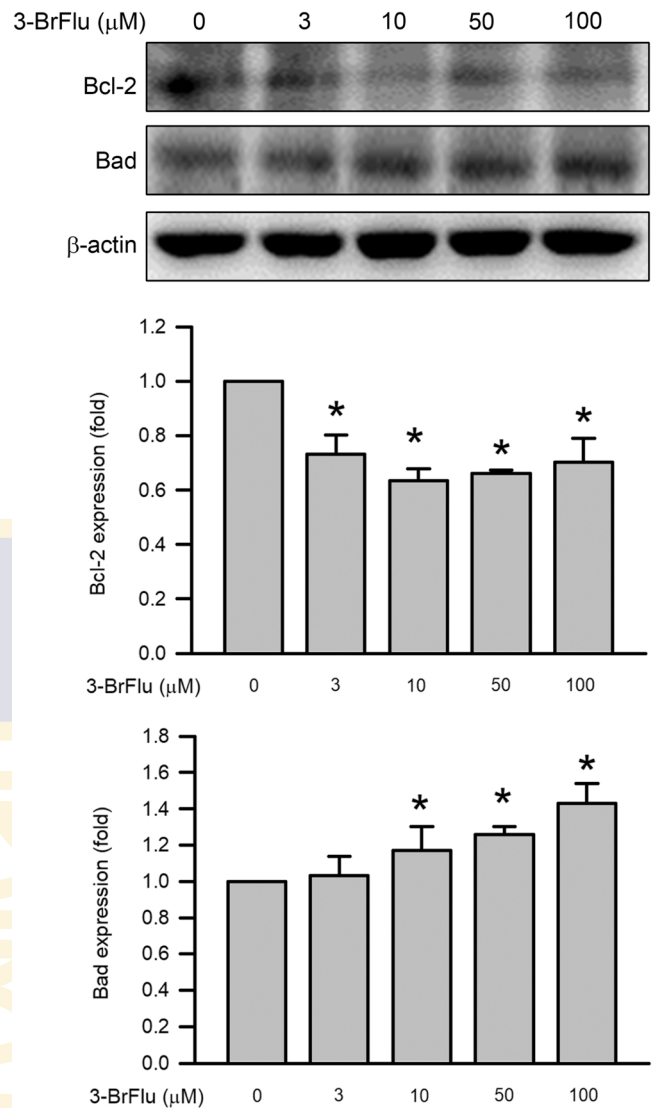 3-BrFlu (μM) 0 3 10 50 100
Bcl-2
Bad
β-actin
1.2
1.0
0.8
0.6
0.4
0.2
0.0
Bcl-2 expression (fold)
* * * *
3-BrFlu (μM) 0 3 10 50 100
1.8
1.6
1.4
1.2
1.0
0.8
0.6
0.4
0.2
0.0
Bad expression (fold)
* * *
3-BrFlu (μM) 0 3 10 50 100